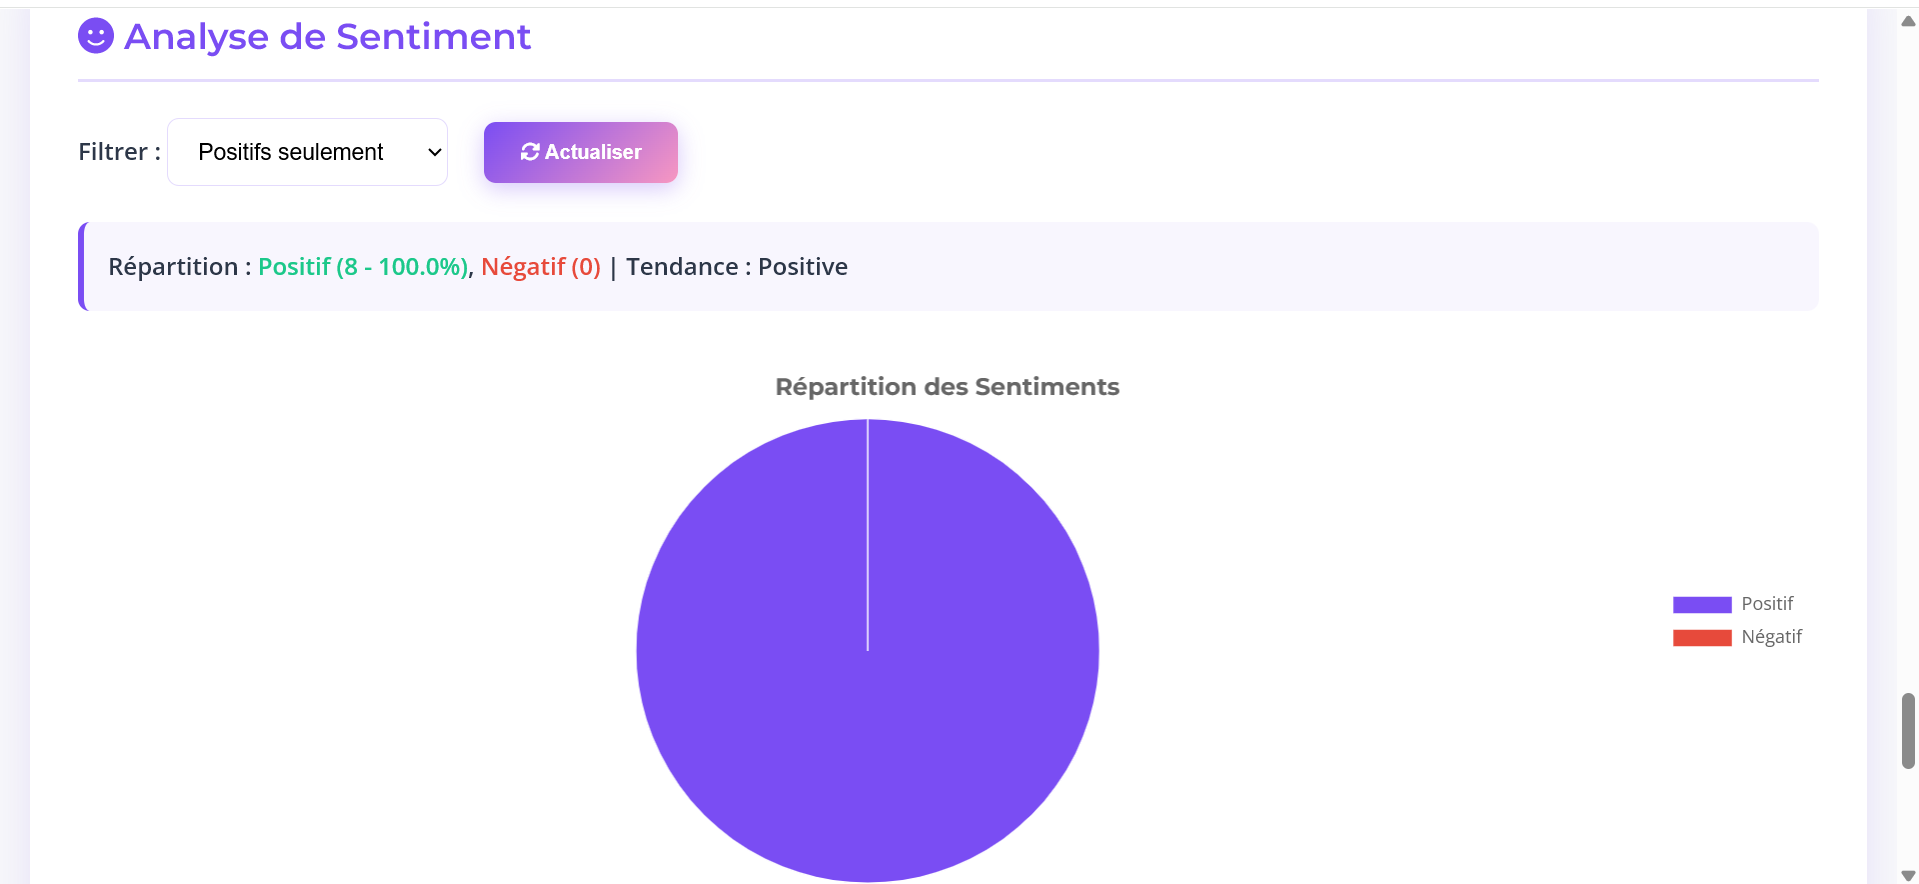 Analyse de Sentiment
Filtrer : Positifs seulement Actualiser
Répartition : Positif (8 - 100.0%), Négatif (0) | Tendance : Positive
Répartition des Sentiments
Positif
Négatif